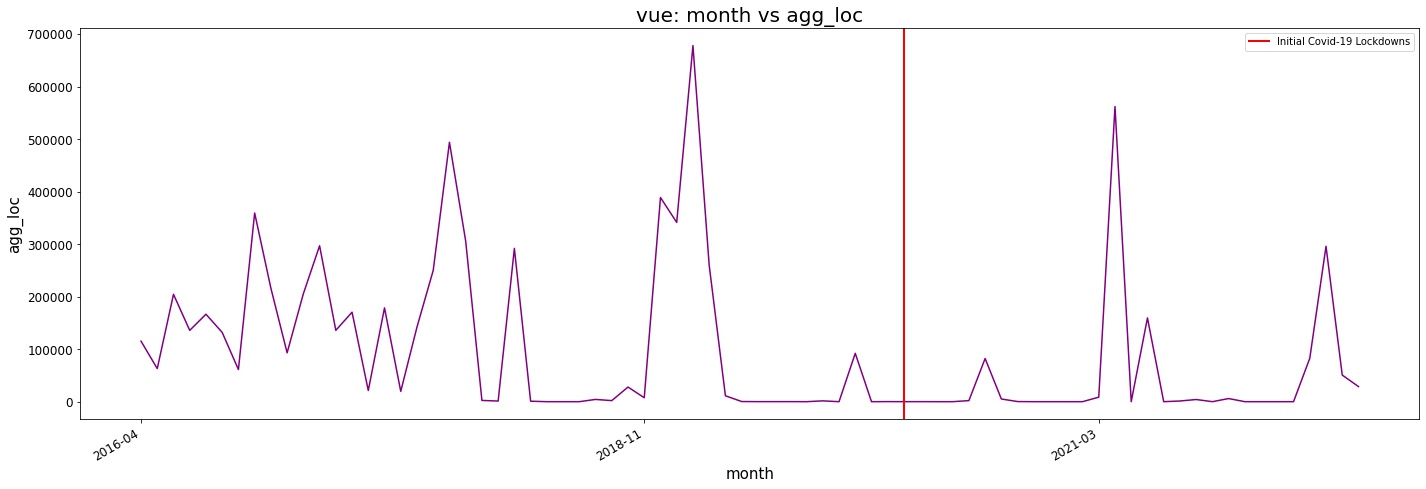 vue: month vs agg_loc
Initial Covid-19 Lockdowns
700000
600000
500000
400000
300000
200000
100000
0
agg_loc
2016-04
2018-11
2021-03
month